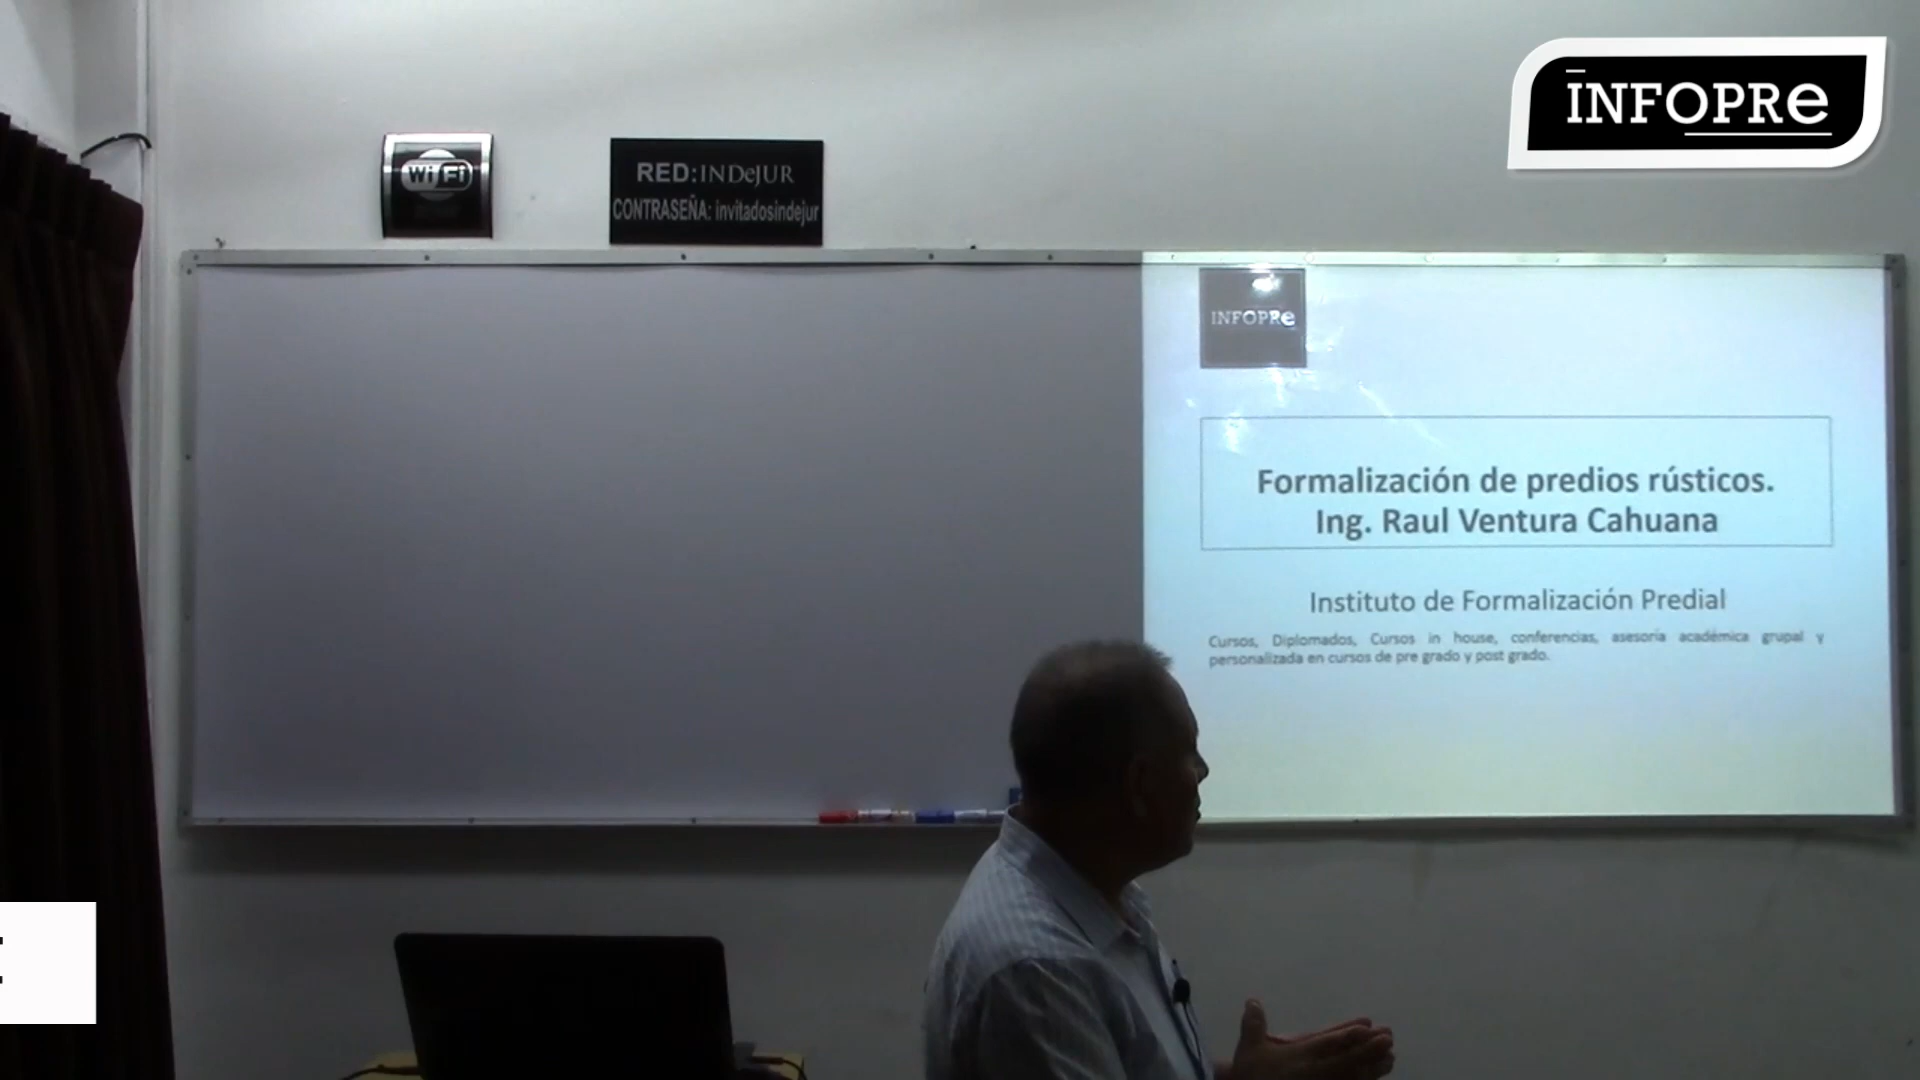 INFOPRe
WiFi
RED:INDeJUR
CONTRASEÑA: invitadosindejur
INFOPRe
Formalización de predios rústicos.
Ing. Raul Ventura Cahuana
Instituto de Formalización Predial
Cursos, Diplomados, Cursos in house, conferencias, asesoría académica grupal y
personalizada en cursos de pre grado y post grado.